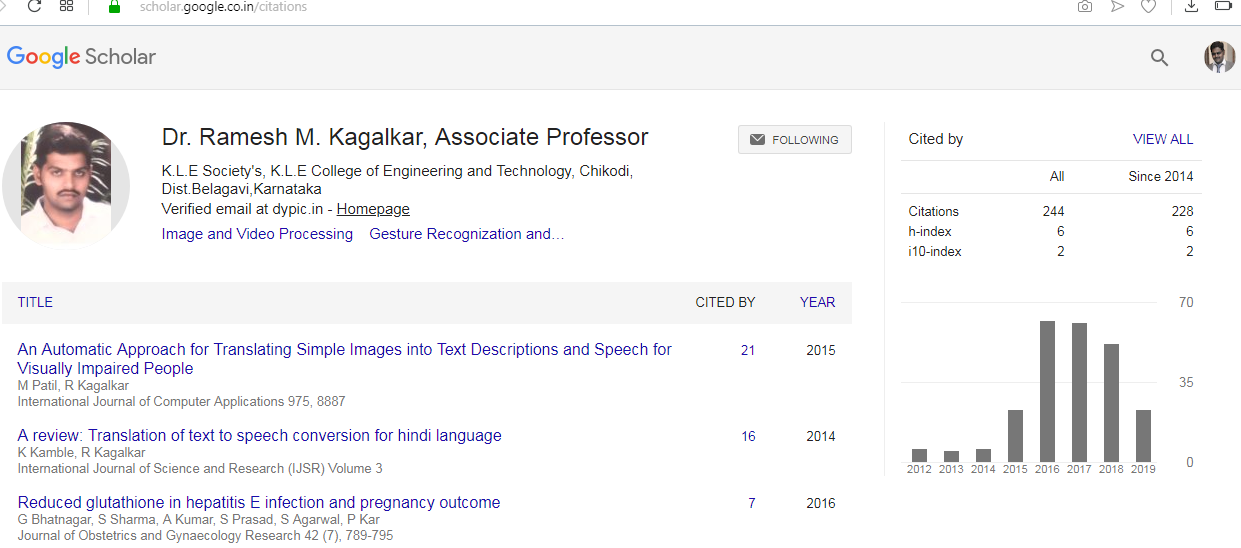 scholar.google.co.in/citations
Google Scholar
Dr. Ramesh M. Kagalkar, Associate Professor
FOLLOWING
K.L.E Society's, K.L.E College of Engineering and Technology, Chikodi,
Dist.Belagavi,Karnataka
Verified email at dypic.in - Homepage
Image and Video Processing Gesture Recognization and...
TITLE CITED BY YEAR
An Automatic Approach for Translating Simple Images into Text Descriptions and Speech for 21 2015
Visually Impaired People
M Patil, R Kagalkar
International Journal of Computer Applications 975, 8887
A review: Translation of text to speech conversion for hindi language 16 2014
K Kamble, R Kagalkar
International Journal of Science and Research (IJSR) Volume 3
Reduced glutathione in hepatitis E infection and pregnancy outcome 7 2016
G Bhatnagar, S Sharma, A Kumar, S Prasad, S Agarwal, P Kar
Journal of Obstetrics and Gynaecology Research 42 (7), 789-795
Cited by VIEW ALL
All Since 2014
Citations 244 228
h-index 6 6
i10-index 2 2
70
35
0
2012 2013 2014 2015 2016 2017 2018 2019